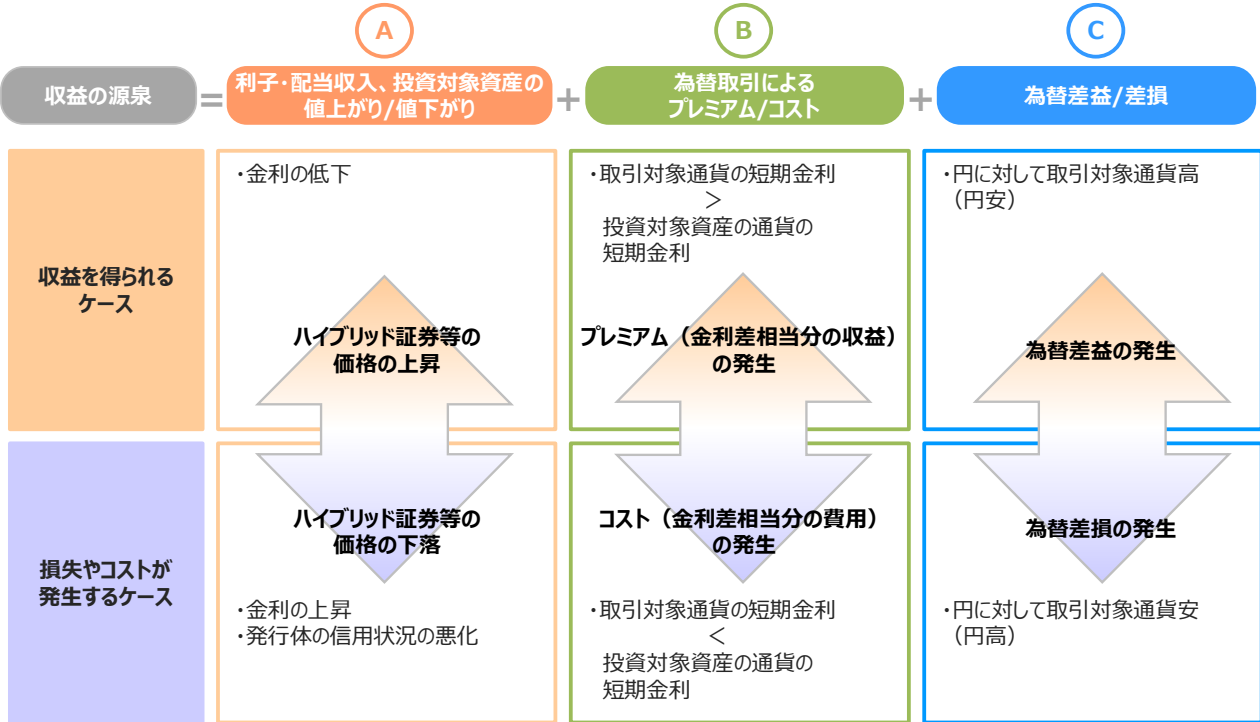 A
B
C
収益の源泉
=
利子・配当収入、投資対象資産の
値上がり/値下がり
+
為替取引による
プレミアム/コスト
+
為替差益/差損
収益を得られる
ケース
・金利の低下
ハイブリッド証券等の
価格の上昇
・取引対象通貨の短期金利
＞
投資対象資産の通貨の
短期金利
プレミアム（金利差相当分の収益）
の発生
・円に対して取引対象通貨高
（円安）
為替差益の発生
損失やコストが
発生するケース
ハイブリッド証券等の
価格の下落
・金利の上昇
・発行体の信用状況の悪化
コスト（金利差相当分の費用）
の発生
・取引対象通貨の短期金利
＜
投資対象資産の通貨の
短期金利
為替差損の発生
・円に対して取引対象通貨安
（円高）